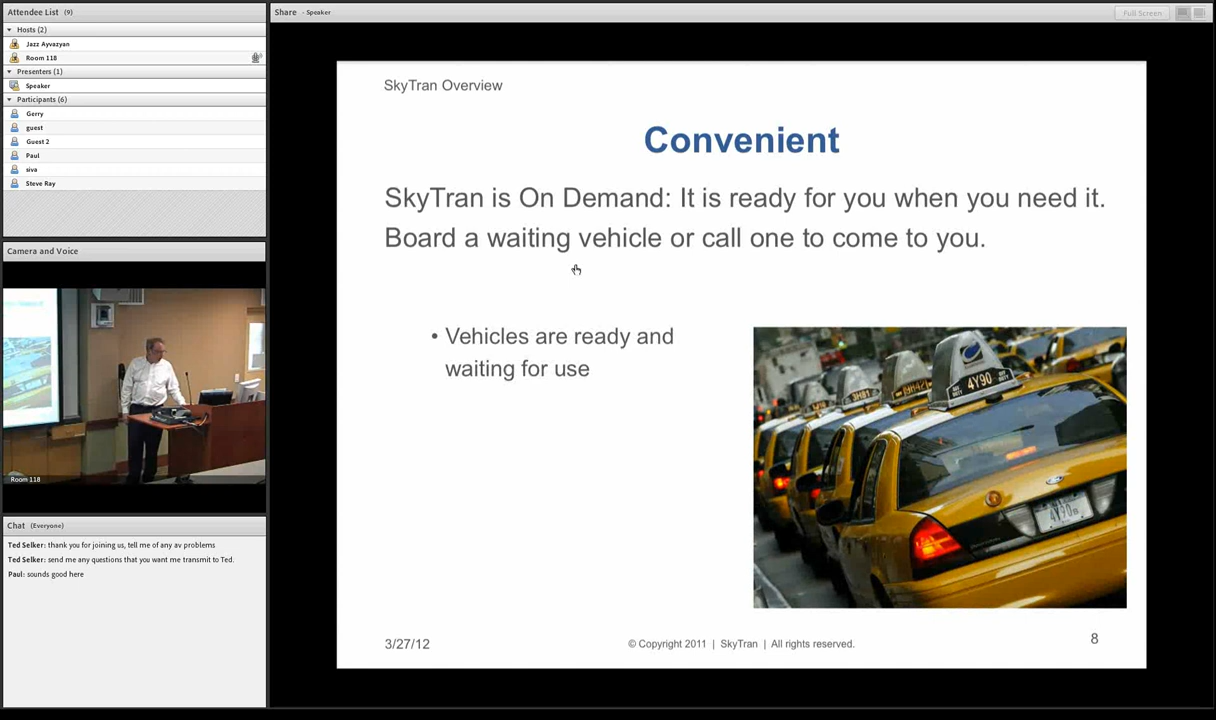 Attendee List (9)
Hosts (2)
Jazz Ayvazyan
Room 118
Presenters (1)
Speaker
Participants (6)
Gerry
guest
Guest 2
Paul
siva
Steve Ray
Camera and Voice
Room 118
Chat (Everyone)
Ted Selker: thank you for joining us, tell me of any av problems
Ted Selker: send me any questions that you want me transmit to Ted.
Paul: sounds good here
Share - Speaker
Full Screen
SkyTran Overview
Convenient
SkyTran is On Demand: It is ready for you when you need it.
Board a waiting vehicle or call one to come to you.
• Vehicles are ready and
waiting for use
3H81
4Y90
4Y90
3/27/12
© Copyright 2011 | SkyTran | All rights reserved.
8